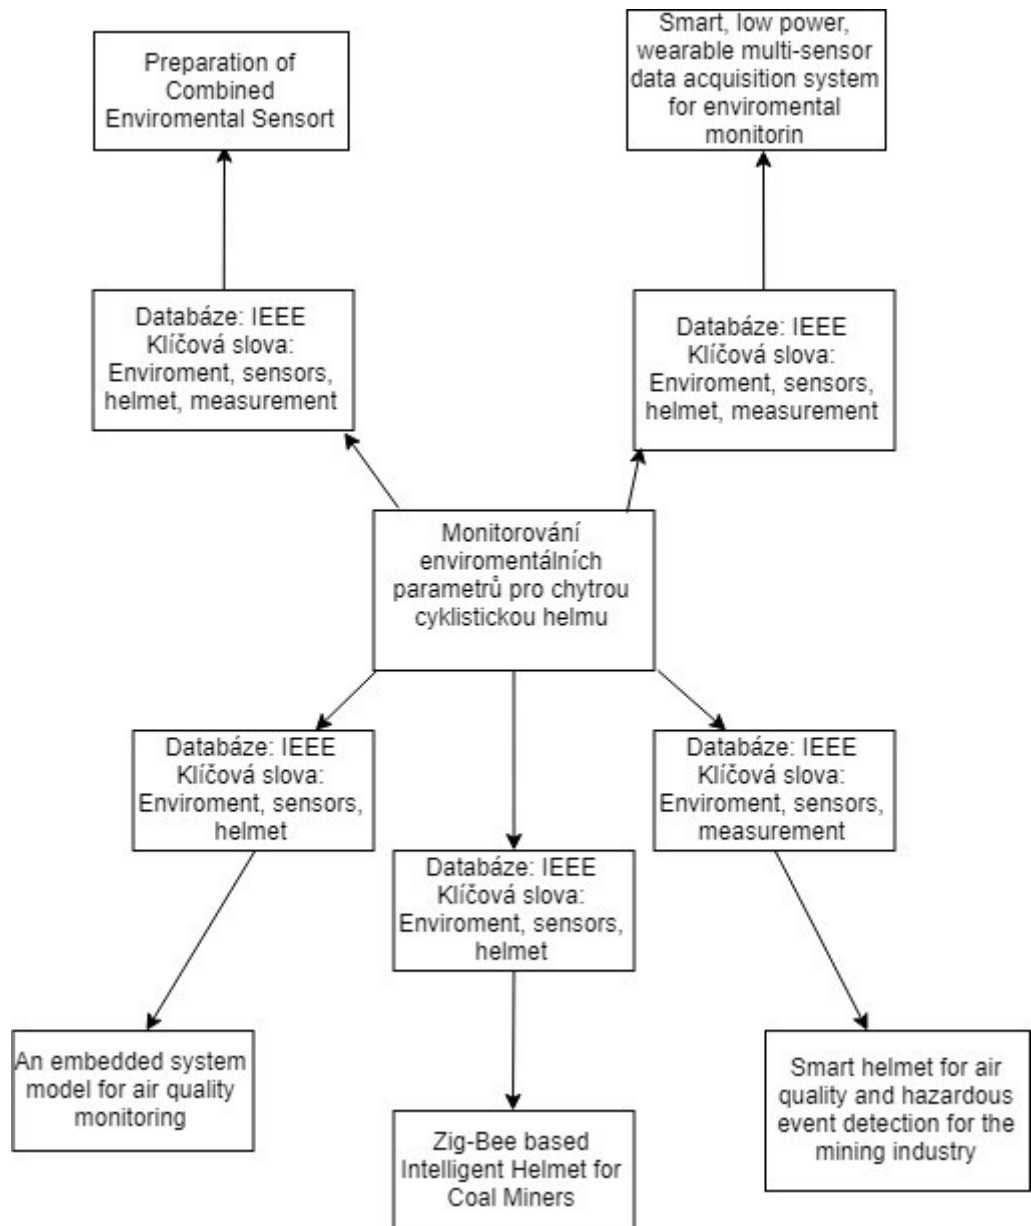 Preparation of
Combined
Enviromental Sensort
Smart, low power,
wearable multi-sensor
data acquisition system
for enviromental
monitorin
Databáze: IEEE
Klíčová slova:
Enviroment, sensors,
helmet, measurement
Databáze: IEEE
Klíčová slova:
Enviroment, sensors,
helmet, measurement
Monitorování
enviromentálních
parametrů pro chytrou
cyklistickou helmu
Databáze: IEEE
Klíčová slova:
Enviroment, sensors,
helmet
Databáze: IEEE
Klíčová slova:
Enviroment, sensors,
helmet
Databáze: IEEE
Klíčová slova:
Enviroment, sensors,
measurement
An embedded system
model for air quality
monitoring
Zig-Bee based
Intelligent Helmet for
Coal Miners
Smart helmet for air
quality and hazardous
event detection for the
mining industry